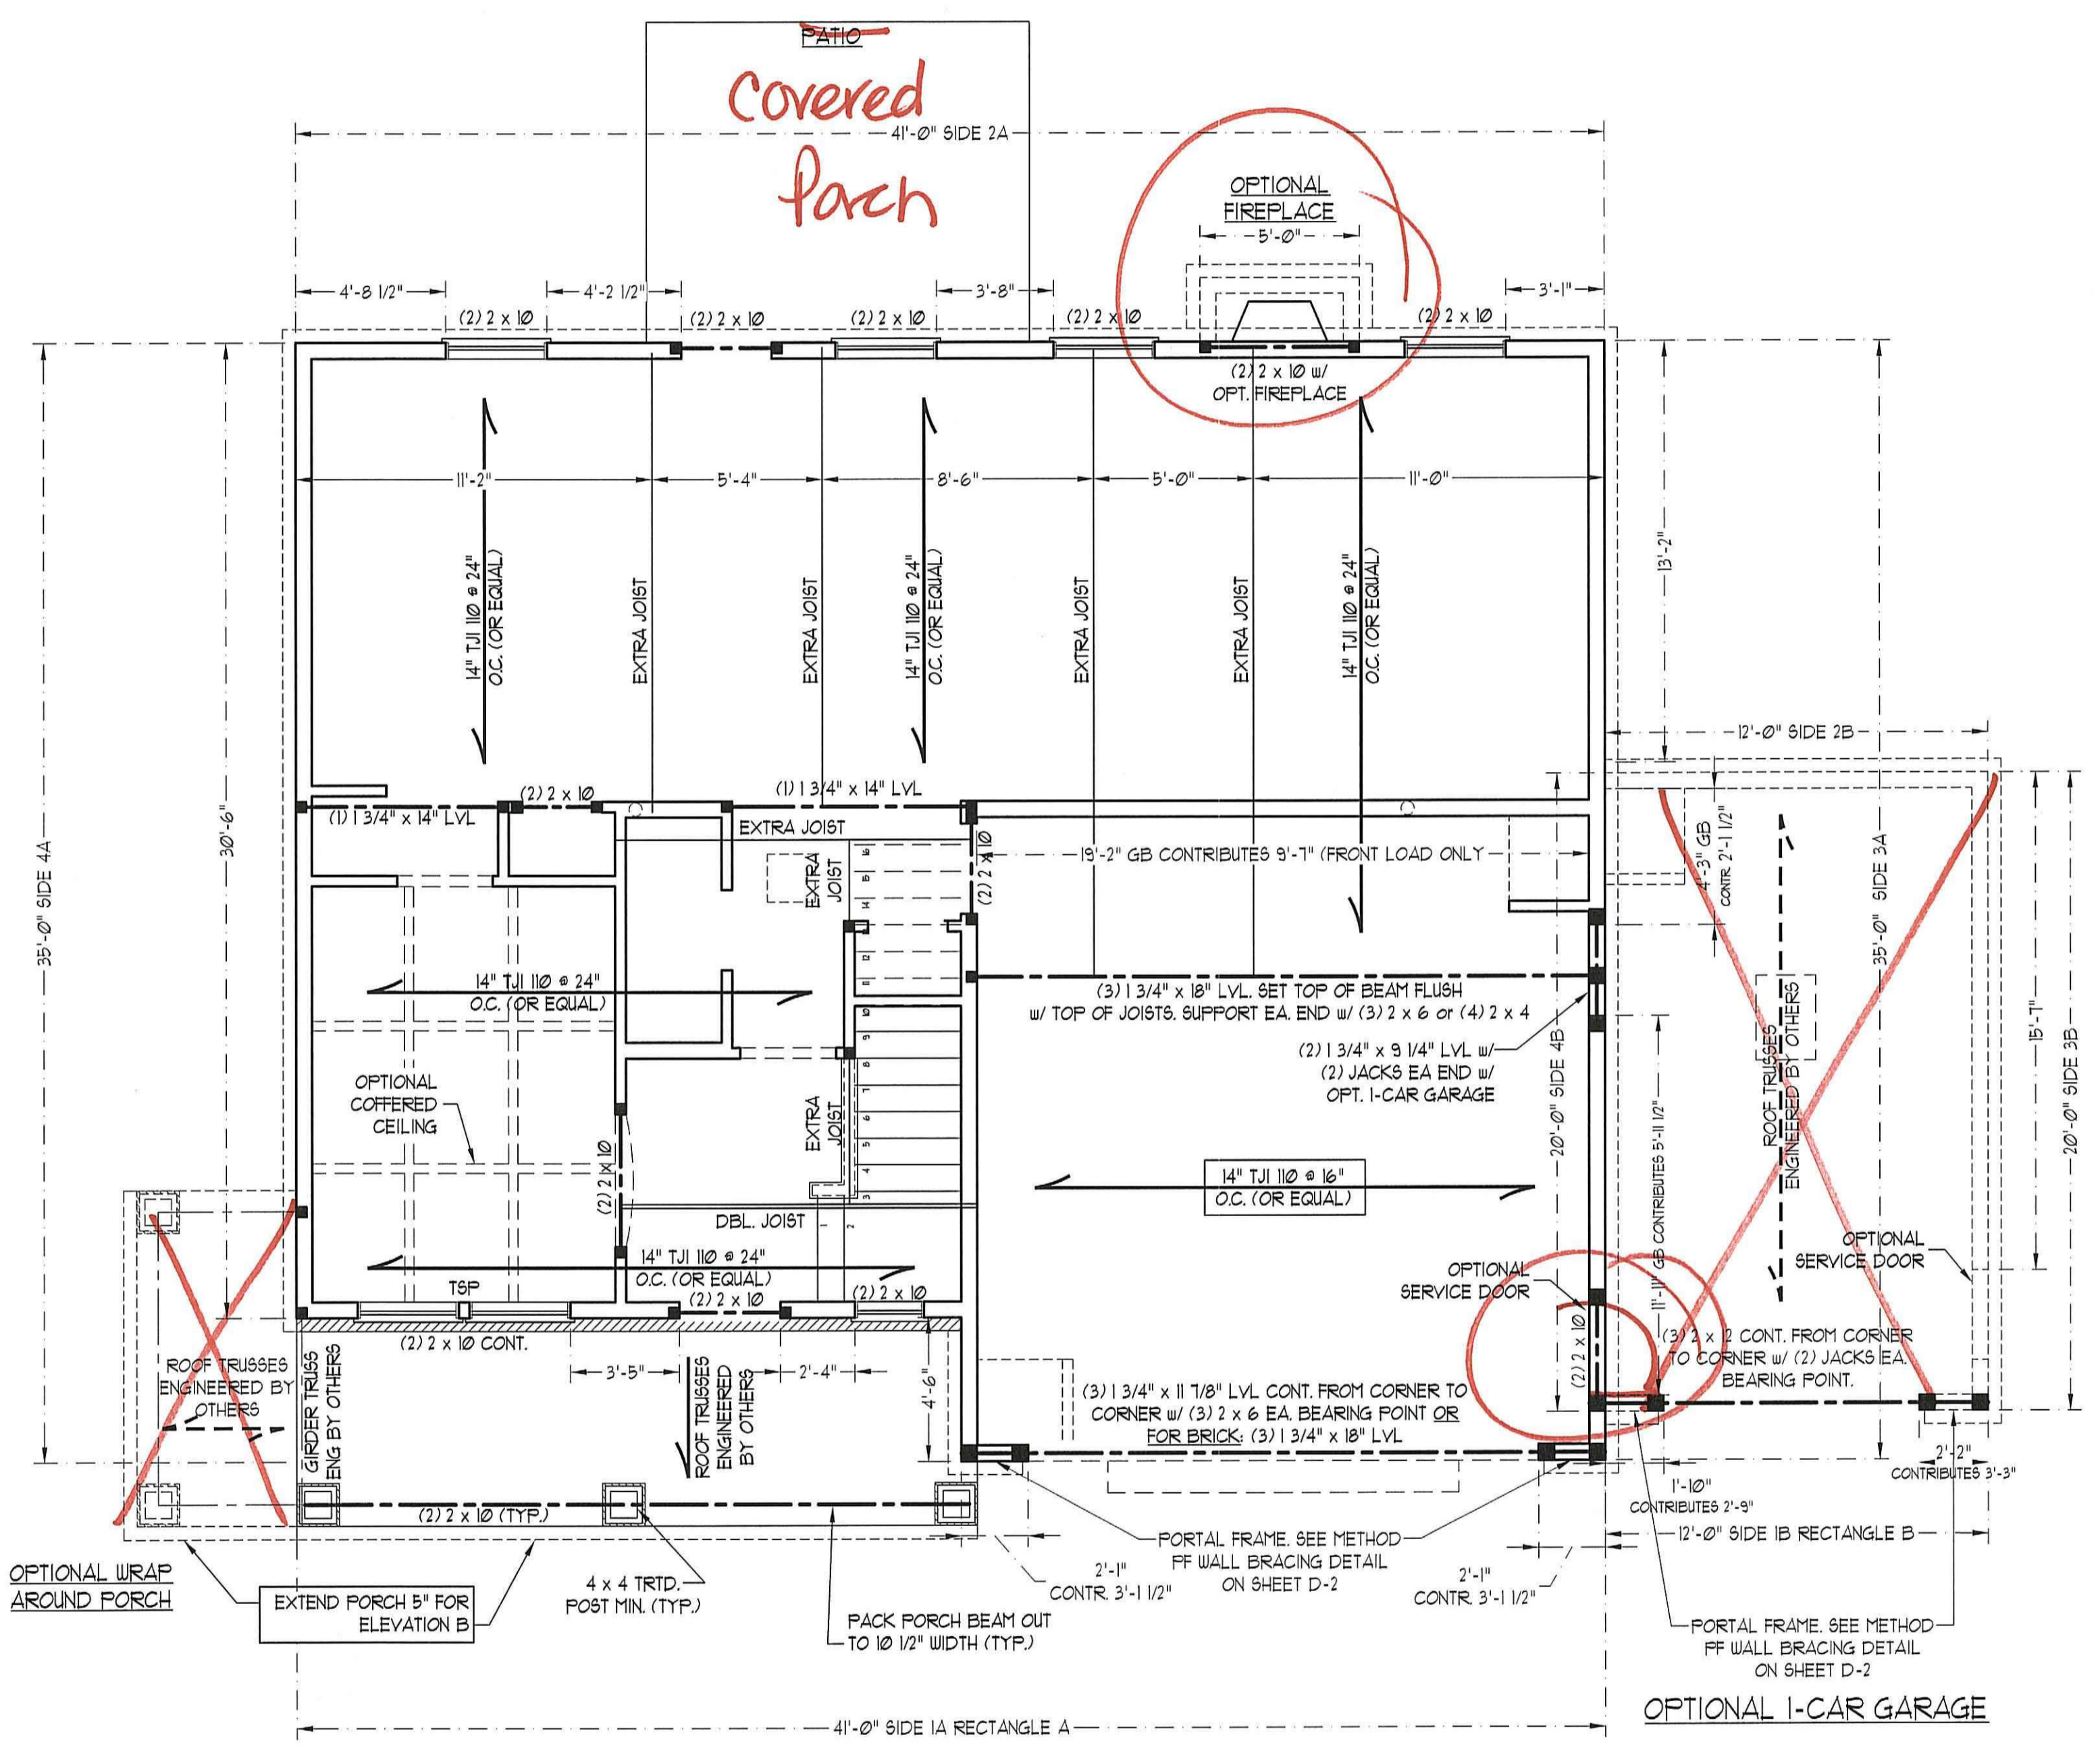 PATIO
Covered
Porch
41'-0" SIDE 2A
OPTIONAL
FIREPLACE
5'-0"
4'-8 1/2"
4'-2 1/2"
3'-8"
3'-1"
(2) 2 x 10
(2) 2 x 10
(2) 2 x 10
(2) 2 x 10
(2) 2 x 10
(2) 2 x 10 w/
OPT. FIREPLACE
11'-2"
5'-4"
8'-6"
5'-0"
11'-0"
14" TJI 110 @ 24"
O.C. (OR EQUAL)
EXTRA JOIST
EXTRA JOIST
14" TJI 110 @ 24"
O.C. (OR EQUAL)
EXTRA JOIST
EXTRA JOIST
14" TJI 110 @ 24"
O.C. (OR EQUAL)
13'-2"
35'-0" SIDE 4A
30'-6"
12'-0" SIDE 2B
(1) 1 3/4" x 14" LVL
(2) 2 x 10
(1) 1 3/4" x 14" LVL
EXTRA JOIST
EXTRA
JOIST
16
15
14
12
11
10
9
8
7
6
5
4
3
2
(2) 2 x 10
19'-2" GB CONTRIBUTES 9'-7" (FRONT LOAD ONLY
4'-3" GB
CONTR. 2'-1 1/2"
35'-0" SIDE 3A
14" TJI 110 @ 24"
O.C. (OR EQUAL)
(3) 1 3/4" x 18" LVL. SET TOP OF BEAM FLUSH
w/ TOP OF JOISTS. SUPPORT EA. END w/ (3) 2 x 6 or (4) 2 x 4
(2) 1 3/4" x 9 1/4" LVL w/
(2) JACKS EA END w/
OPT. 1-CAR GARAGE
20'-0" SIDE 4B
11'-11" GB CONTRIBUTES 5'-11 1/2"
ROOF TRUSSES
ENGINEERED BY OTHERS
15'-7"
20'-0" SIDE 3B
OPTIONAL
COFFERED
CEILING
EXTRA
JOIST
(2) 2 x 10
14" TJI 110 @ 16"
O.C. (OR EQUAL)
DBL. JOIST
14" TJI 110 @ 24"
O.C. (OR EQUAL)
TSP
(2) 2 x 10
(2) 2 x 10
(2) 2 x 10 CONT.
OPTIONAL
SERVICE DOOR
OPTIONAL
SERVICE DOOR
(2) 2 x 10
(3) 2 x 12 CONT. FROM CORNER
TO CORNER w/ (2) JACKS EA.
BEARING POINT.
ROOF TRUSSES
ENGINEERED BY
OTHERS
GIRDER TRUSS
ENG BY OTHERS
3'-5"
ROOF TRUSSES
ENGINEERED
BY OTHERS
2'-4"
4'-6"
(3) 1 3/4" x 11 7/8" LVL CONT. FROM CORNER TO
CORNER w/ (3) 2 x 6 EA. BEARING POINT OR
FOR BRICK: (3) 1 3/4" x 18" LVL
2'-2"
CONTRIBUTES 3'-3"
1'-10"
CONTRIBUTES 2'-9"
(2) 2 x 10 (TYP.)
12'-0" SIDE 1B RECTANGLE B
PORTAL FRAME. SEE METHOD
PF WALL BRACING DETAIL
ON SHEET D-2
2'-1"
CONTR. 3'-1 1/2"
2'-1"
CONTR. 3'-1 1/2"
OPTIONAL WRAP
AROUND PORCH
EXTEND PORCH 5" FOR
ELEVATION B
4 x 4 TRTD.
POST MIN. (TYP.)
PACK PORCH BEAM OUT
TO 10 1/2" WIDTH (TYP.)
PORTAL FRAME. SEE METHOD
PF WALL BRACING DETAIL
ON SHEET D-2
OPTIONAL 1-CAR GARAGE
41'-0" SIDE 1A RECTANGLE A